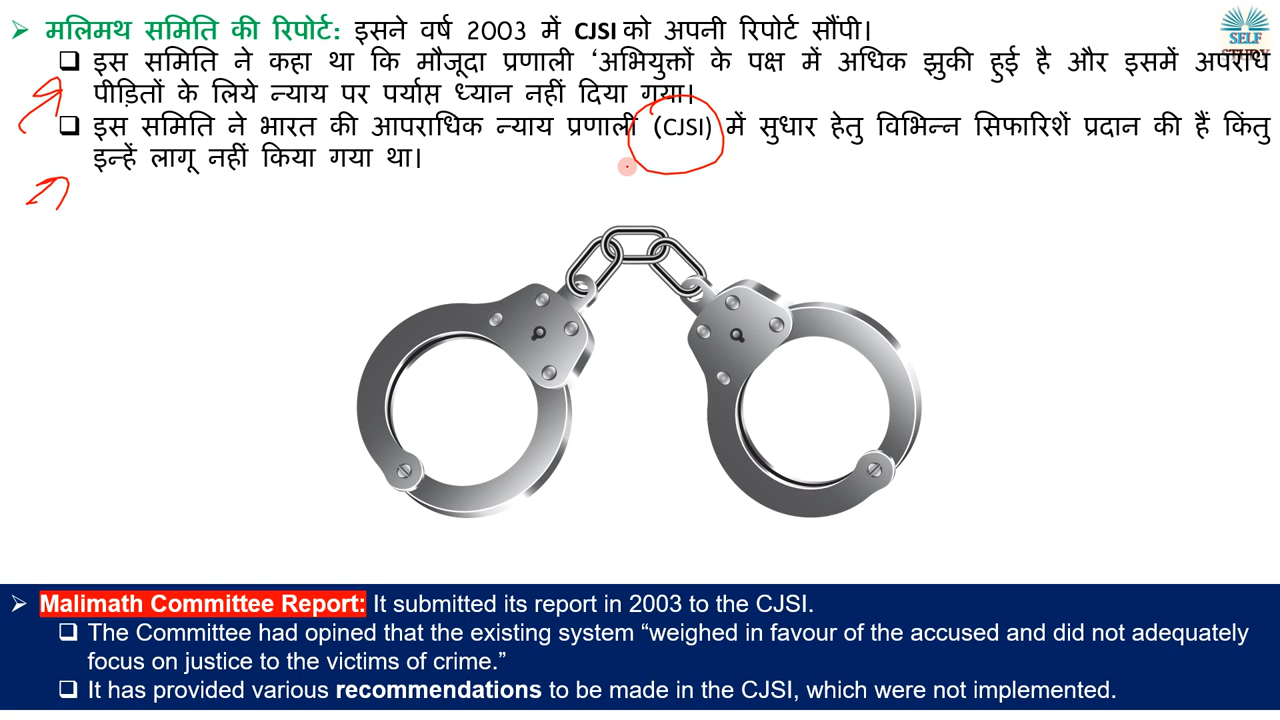 ➢ मलिमथ समिति की रिपोर्ट: इसने वर्ष 2003 में CJSI को अपनी रिपोर्ट सौंपी।
❑ इस समिति ने कहा था कि मौजूदा प्रणाली ‘अभियुक्तों के पक्ष में अधिक झुकी हुई है और इसमें अपराध
पीड़ितों के लिये न्याय पर पर्याप्त ध्यान नहीं दिया गया।
❑ इस समिति ने भारत की आपराधिक न्याय प्रणाली (CJSI) में सुधार हेतु विभिन्न सिफारिशें प्रदान की हैं किंतु
इन्हें लागू नहीं किया गया था।
SELF
STUDY
➢ Malimath Committee Report: It submitted its report in 2003 to the CJSI.
❑ The Committee had opined that the existing system “weighed in favour of the accused and did not adequately
focus on justice to the victims of crime.”
❑ It has provided various recommendations to be made in the CJSI, which were not implemented.